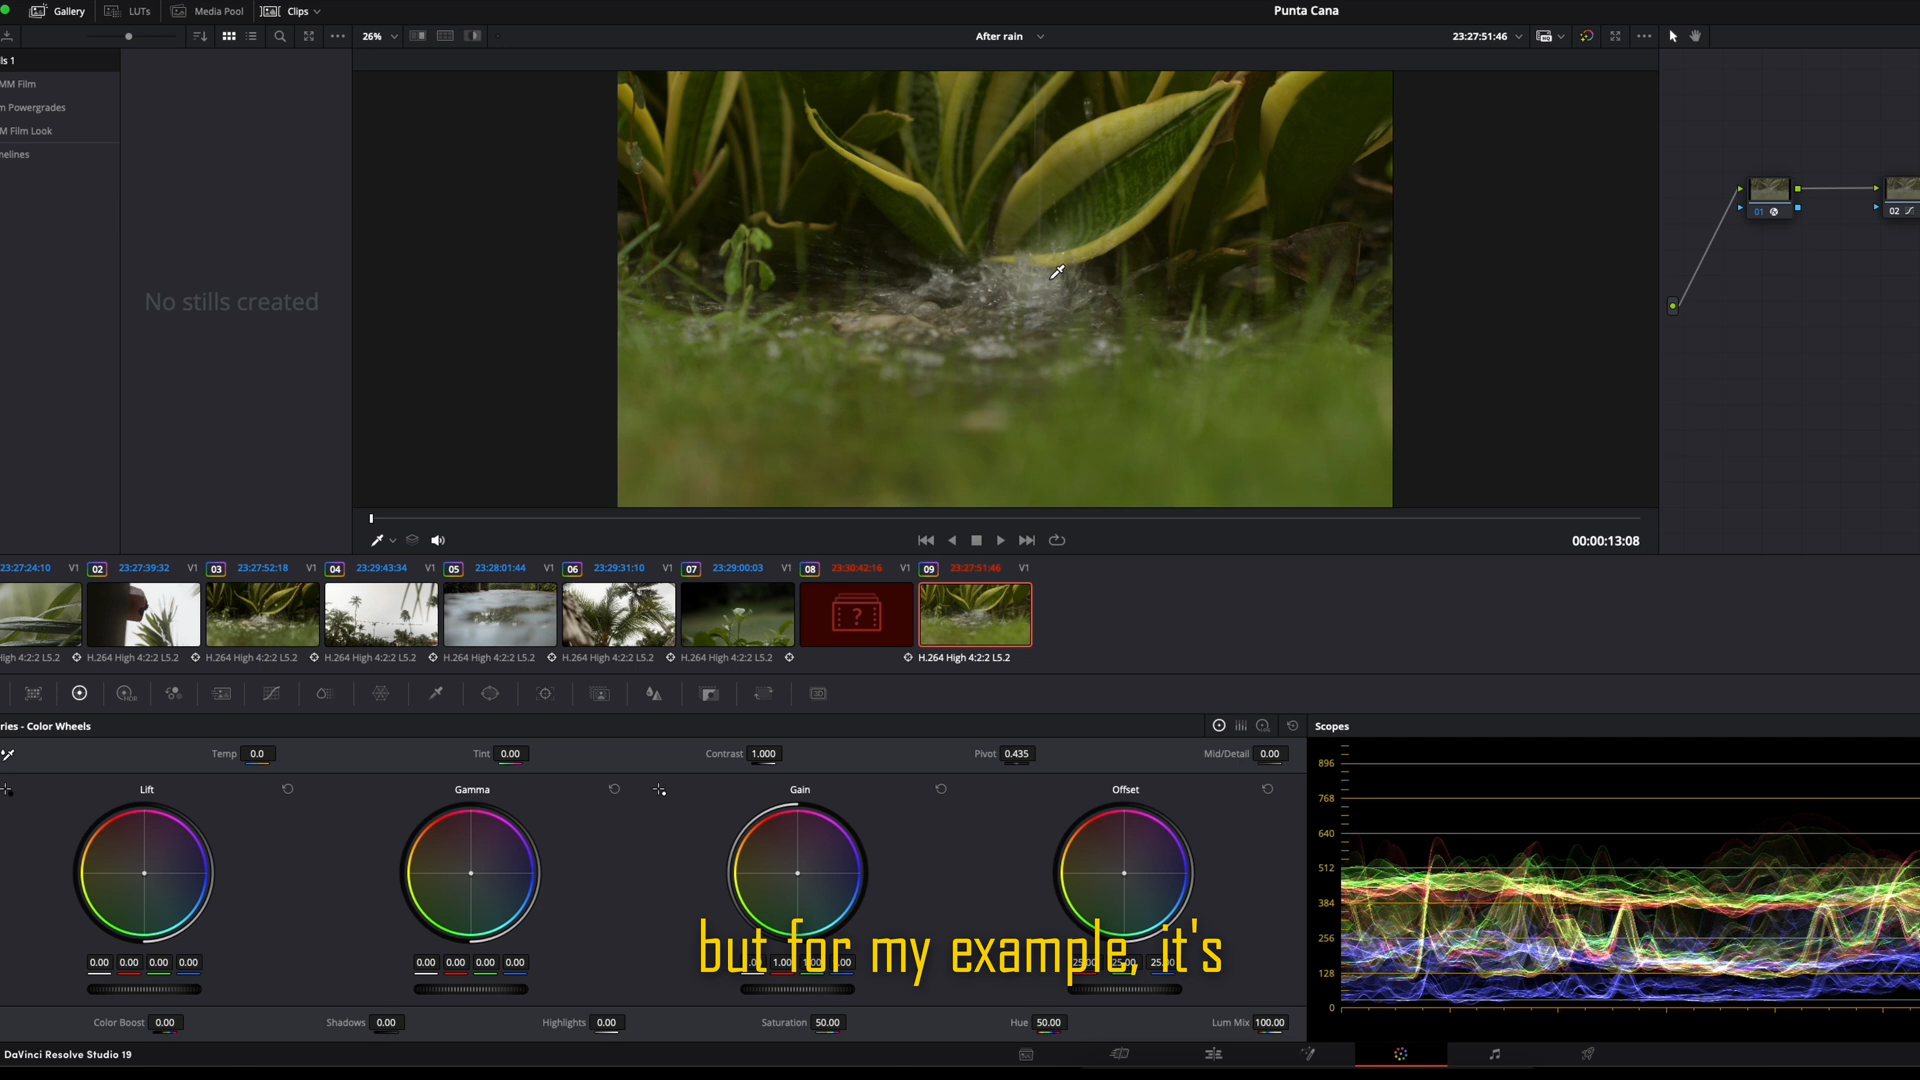 Gallery LUTs Media Pool Clips Punta Cana
26% After rain 23:27:51:46
ls 1
MM Film
m Powergrades
M Film Look
melines
No stills created
01 02
00:00:13:08
23:27:24:10 V1 02 23:27:39:32 V1 03 23:27:52:18 V1 04 23:29:43:34 V1 05 23:28:01:44 V1 06 23:29:31:10 V1 07 23:29:00:03 V1 08 23:30:42:16 V1 09 23:27:51:46 V1
?
High 4:2:2 L5.2 H.264 High 4:2:2 L5.2 H.264 High 4:2:2 L5.2 H.264 High 4:2:2 L5.2 H.264 High 4:2:2 L5.2 H.264 High 4:2:2 L5.2 H.264 High 4:2:2 L5.2 H.264 High 4:2:2 L5.2
HDR 3D
ries - Color Wheels Scopes
Temp 0.0 Tint 0.00 Contrast 1.000 Pivot 0.435 Mid/Detail 0.00
Lift Gamma Gain Offset
896
768
640
512
384
256
128
0
but for my example, it's
0.00 0.00 0.00 0.00 0.00 0.00 0.00 0.00
Color Boost 0.00 Shadows 0.00 Highlights 0.00 Saturation 50.00 Hue 50.00 Lum Mix 100.00
DaVinci Resolve Studio 19